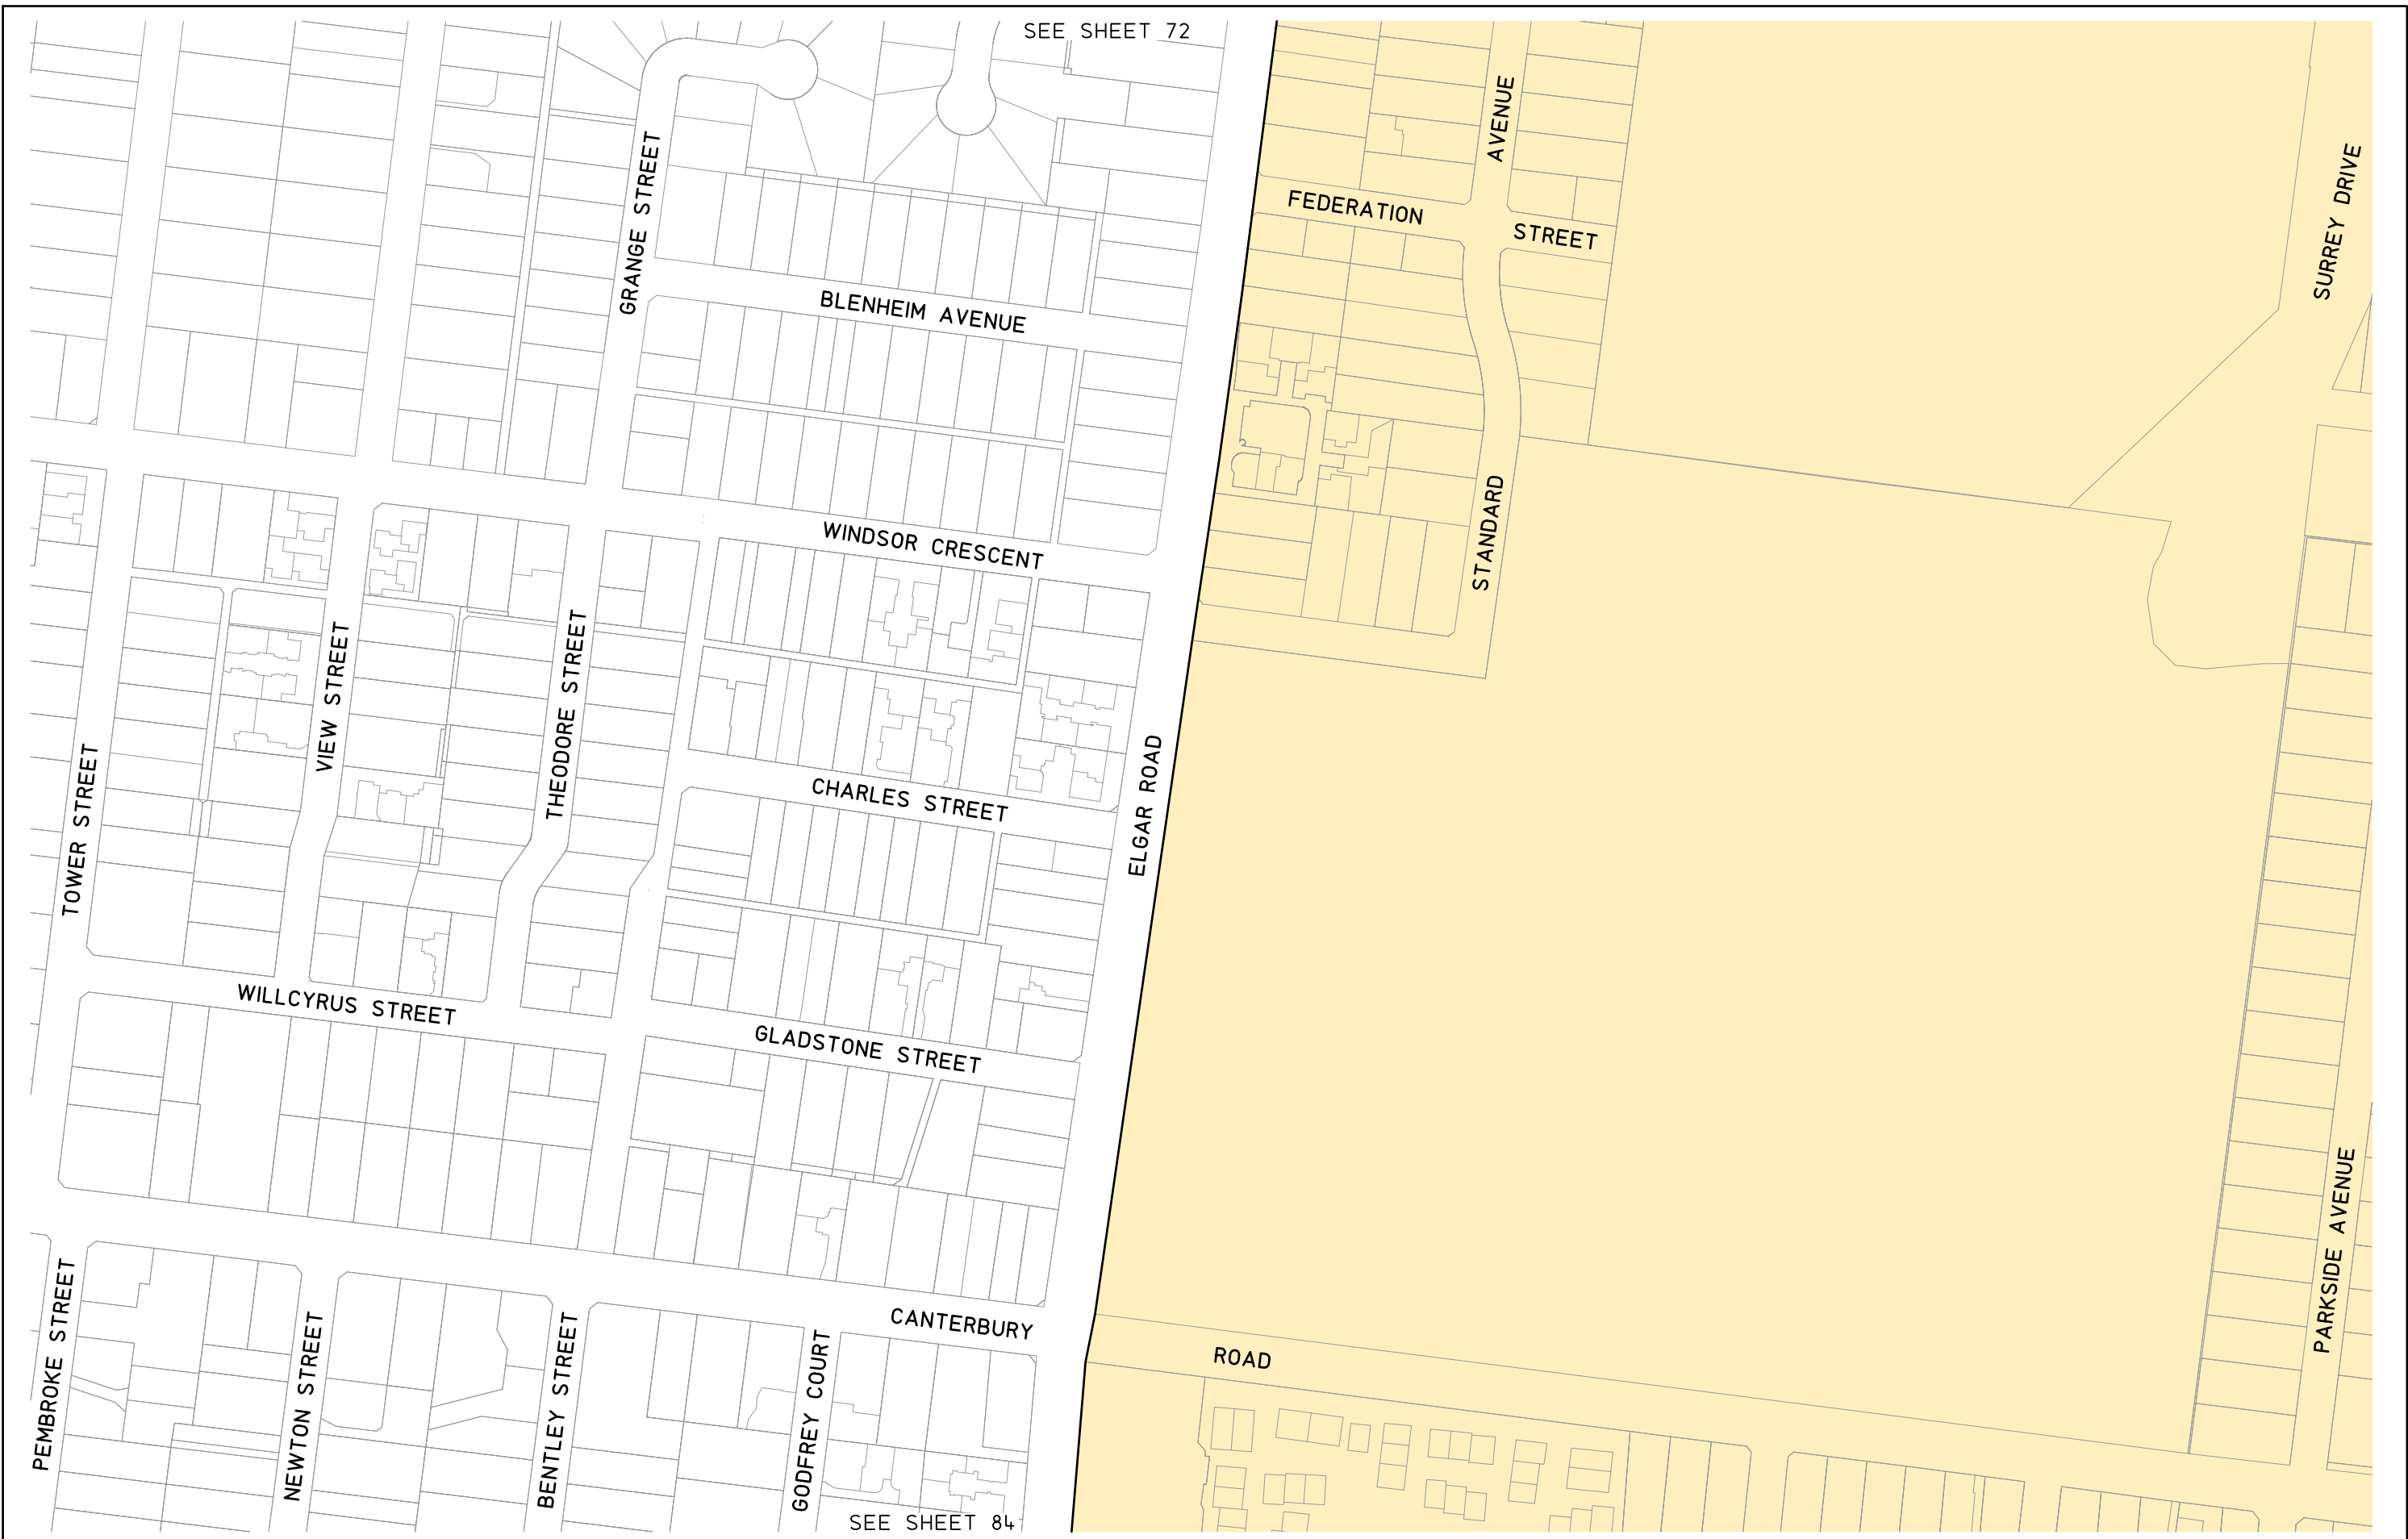 SEE SHEET 72
AVENUE
GRANGE STREET
SURREY DRIVE
FEDERATION
STREET
BLENHEIM AVENUE
WINDSOR CRESCENT
STANDARD
VIEW STREET
THEODORE STREET
TOWER STREET
CHARLES STREET
ELGAR ROAD
WILLCYRUS STREET
GLADSTONE STREET
PARKSIDE AVENUE
PEMBROKE STREET
NEWTON STREET
BENTLEY STREET
GODFREY COURT
CANTERBURY
ROAD
SEE SHEET 84